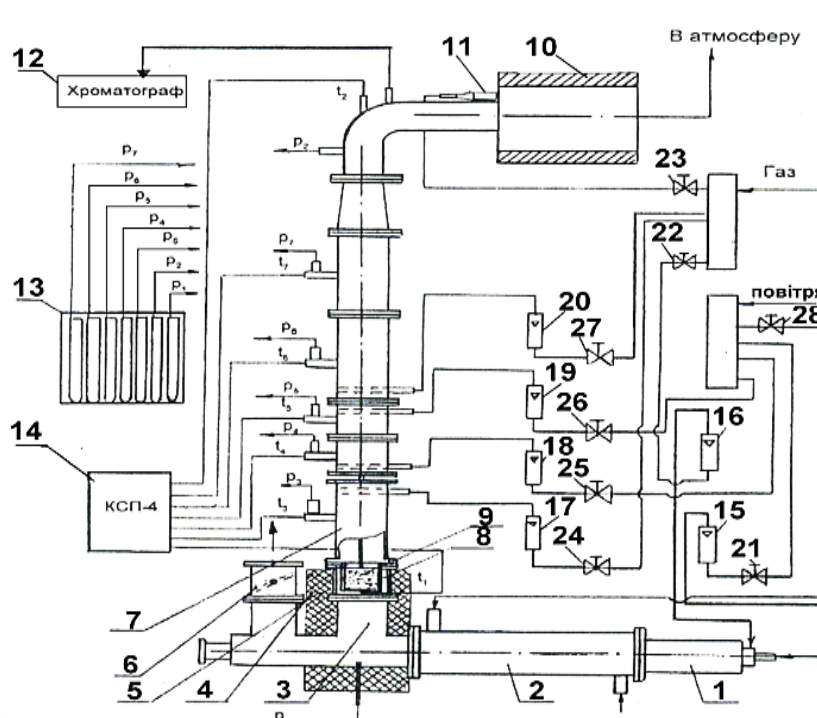 В атмосферу
11
10
12
Хроматограф
t₂
p₂
23
Газ
p₇
p₆
p₅
p₄
p₂
p₁
13
p₇
t₇
22
повітря
28
20
27
p₆
t₆
19
26
t₅
16
14
КСП-4
p₄
t₄
18
25
p₃
t₃
17
24
15
21
9
8
t₁
7
6
5
4
3
2
1